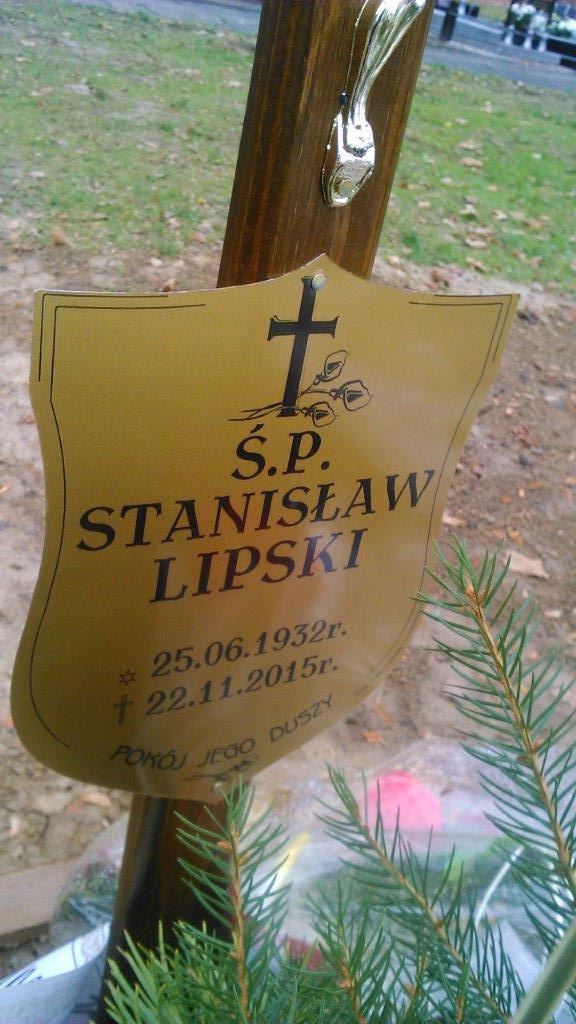 Ś.P.
STANISŁAW
LIPSKI
25.06.1932r.
22.11.2015r.
POKÓJ JEGO DUSZY